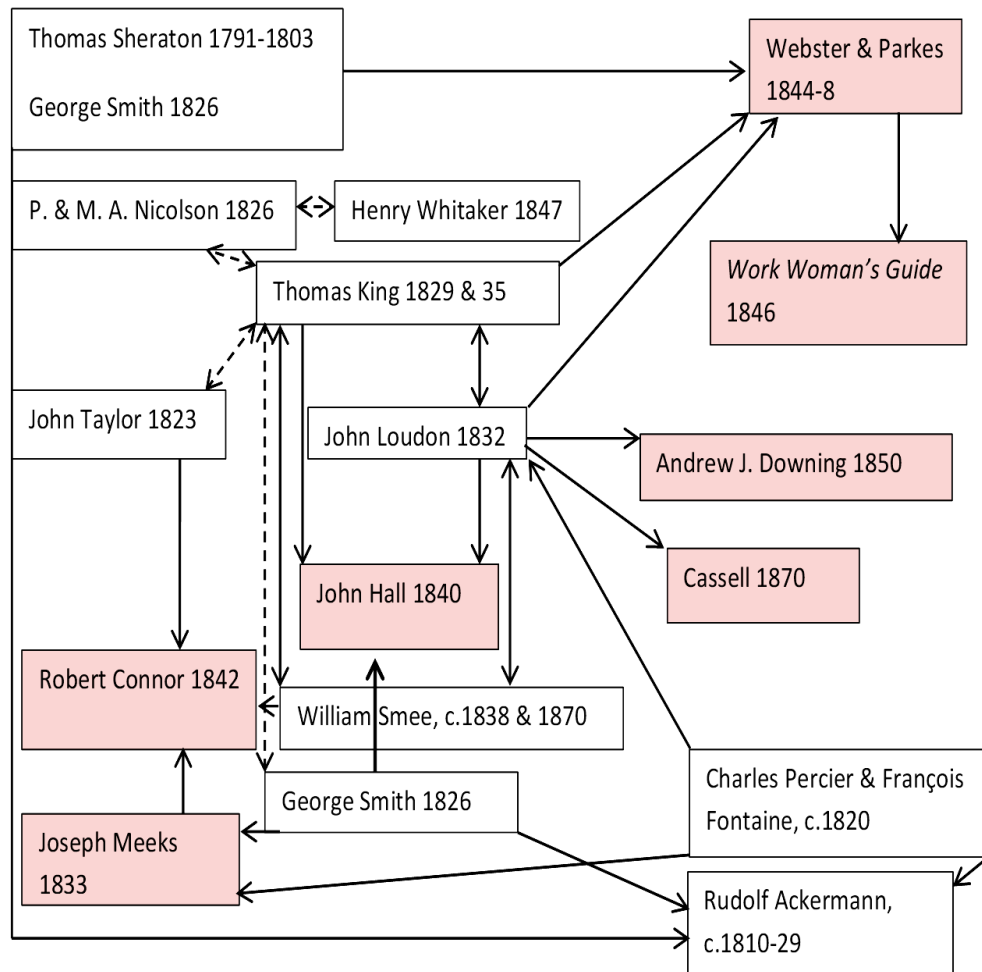 Thomas Sheraton 1791-1803
George Smith 1826
Webster & Parkes
1844-8
P. & M. A. Nicolson 1826
Henry Whitaker 1847
Work Woman’s Guide
1846
Thomas King 1829 & 35
John Taylor 1823
John Loudon 1832
Andrew J. Downing 1850
Cassell 1870
John Hall 1840
Robert Connor 1842
William Smee, c.1838 & 1870
George Smith 1826
Charles Percier & François
Fontaine, c.1820
Joseph Meeks
1833
Rudolf Ackermann,
c.1810-29